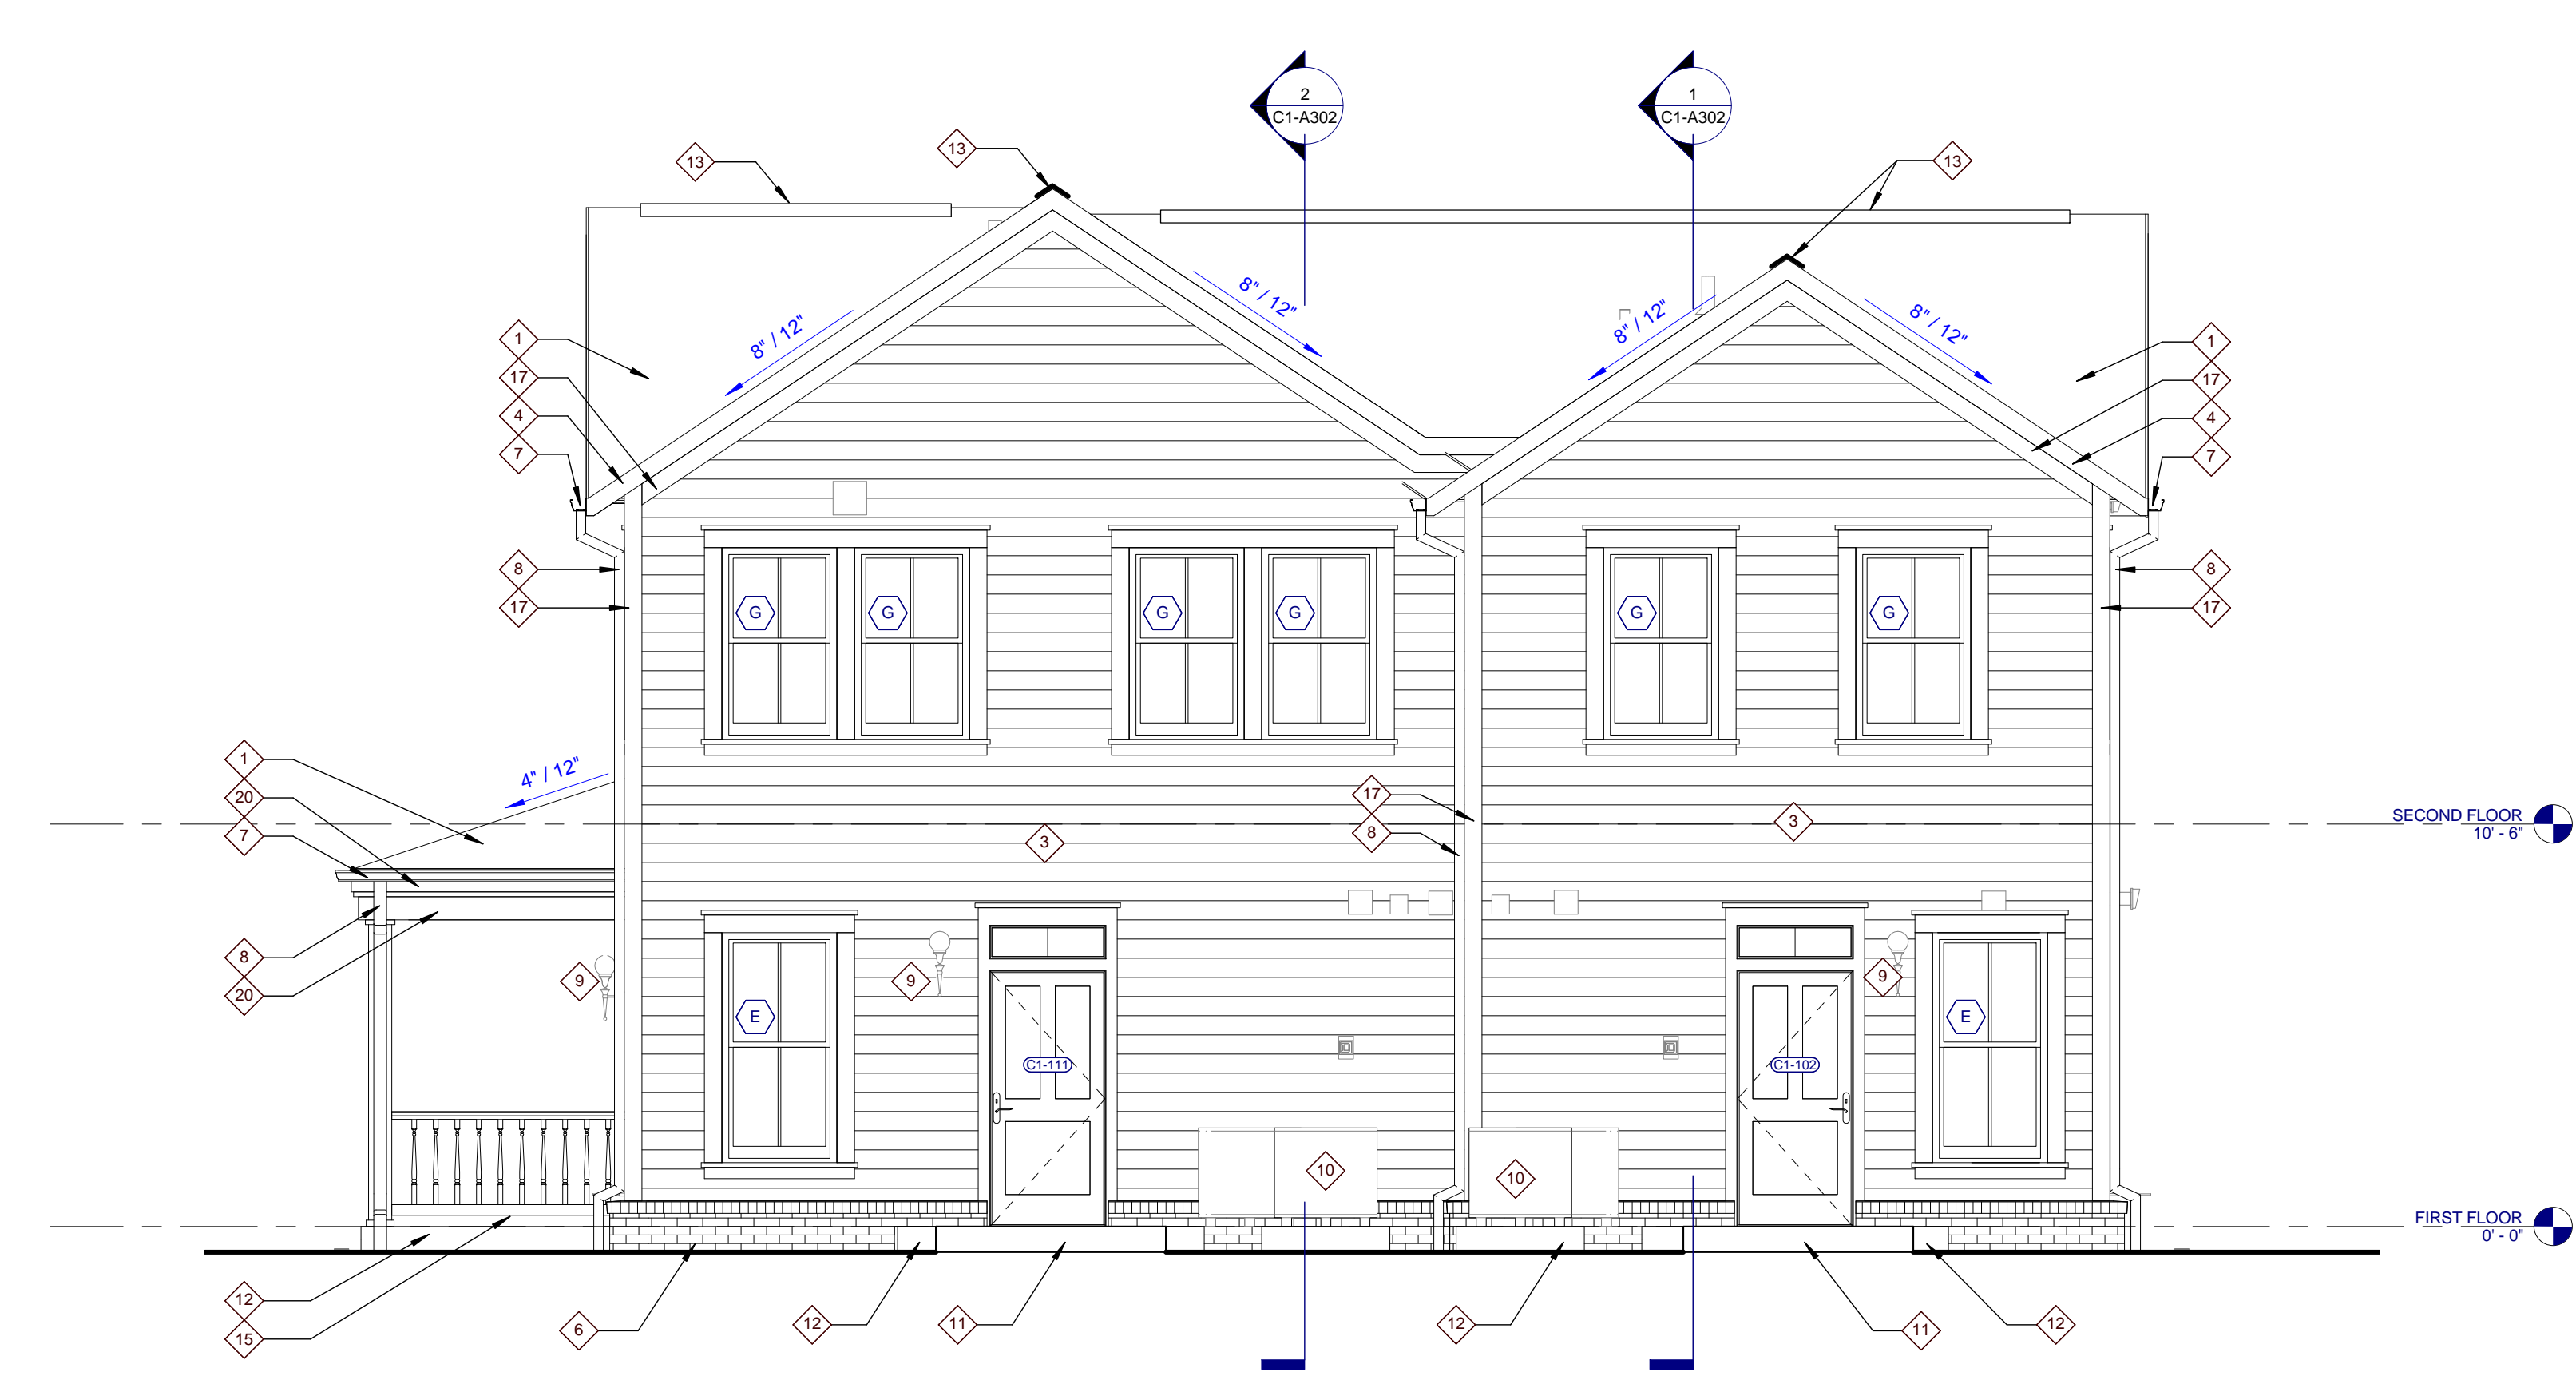 2
C1-A302
1
C1-A302
13
13
13
8" / 12"
8" / 12"
8" / 12"
8" / 12"
1
17
4
7
1
17
4
7
8
17
G
G
G
G
G
G
8
17
1
20
7
4" / 12"
17
8
3
3
SECOND FLOOR
10' - 6"
8
20
9
9
9
E
E
C1-111
C1-102
10
10
FIRST FLOOR
0' - 0"
12
15
6
12
11
12
11
12